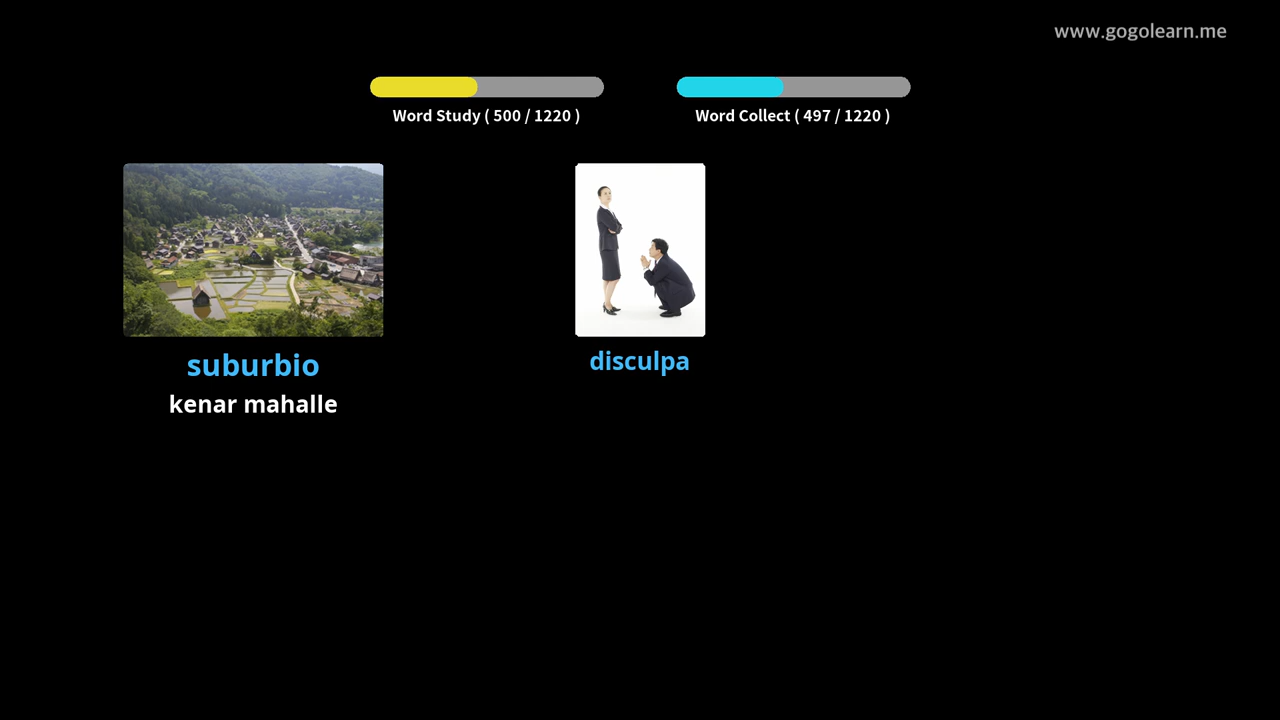 www.gogolearn.me
Word Study ( 500 / 1220 )
Word Collect ( 497 / 1220 )
suburbio
kenar mahalle
disculpa